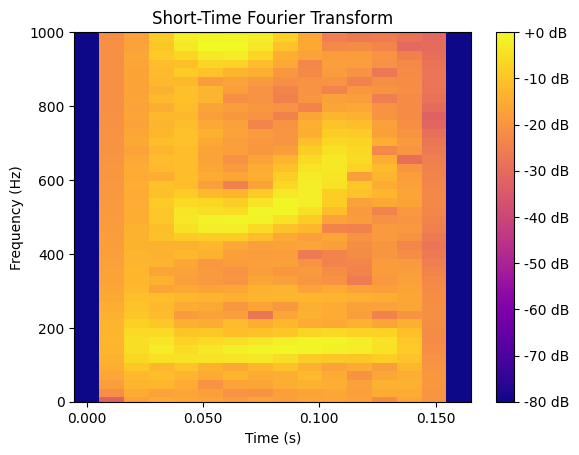 Short-Time Fourier Transform
Frequency (Hz)
1000
800
600
400
200
0
0.000
0.050
0.100
0.150
Time (s)
+0 dB
-10 dB
-20 dB
-30 dB
-40 dB
-50 dB
-60 dB
-70 dB
-80 dB